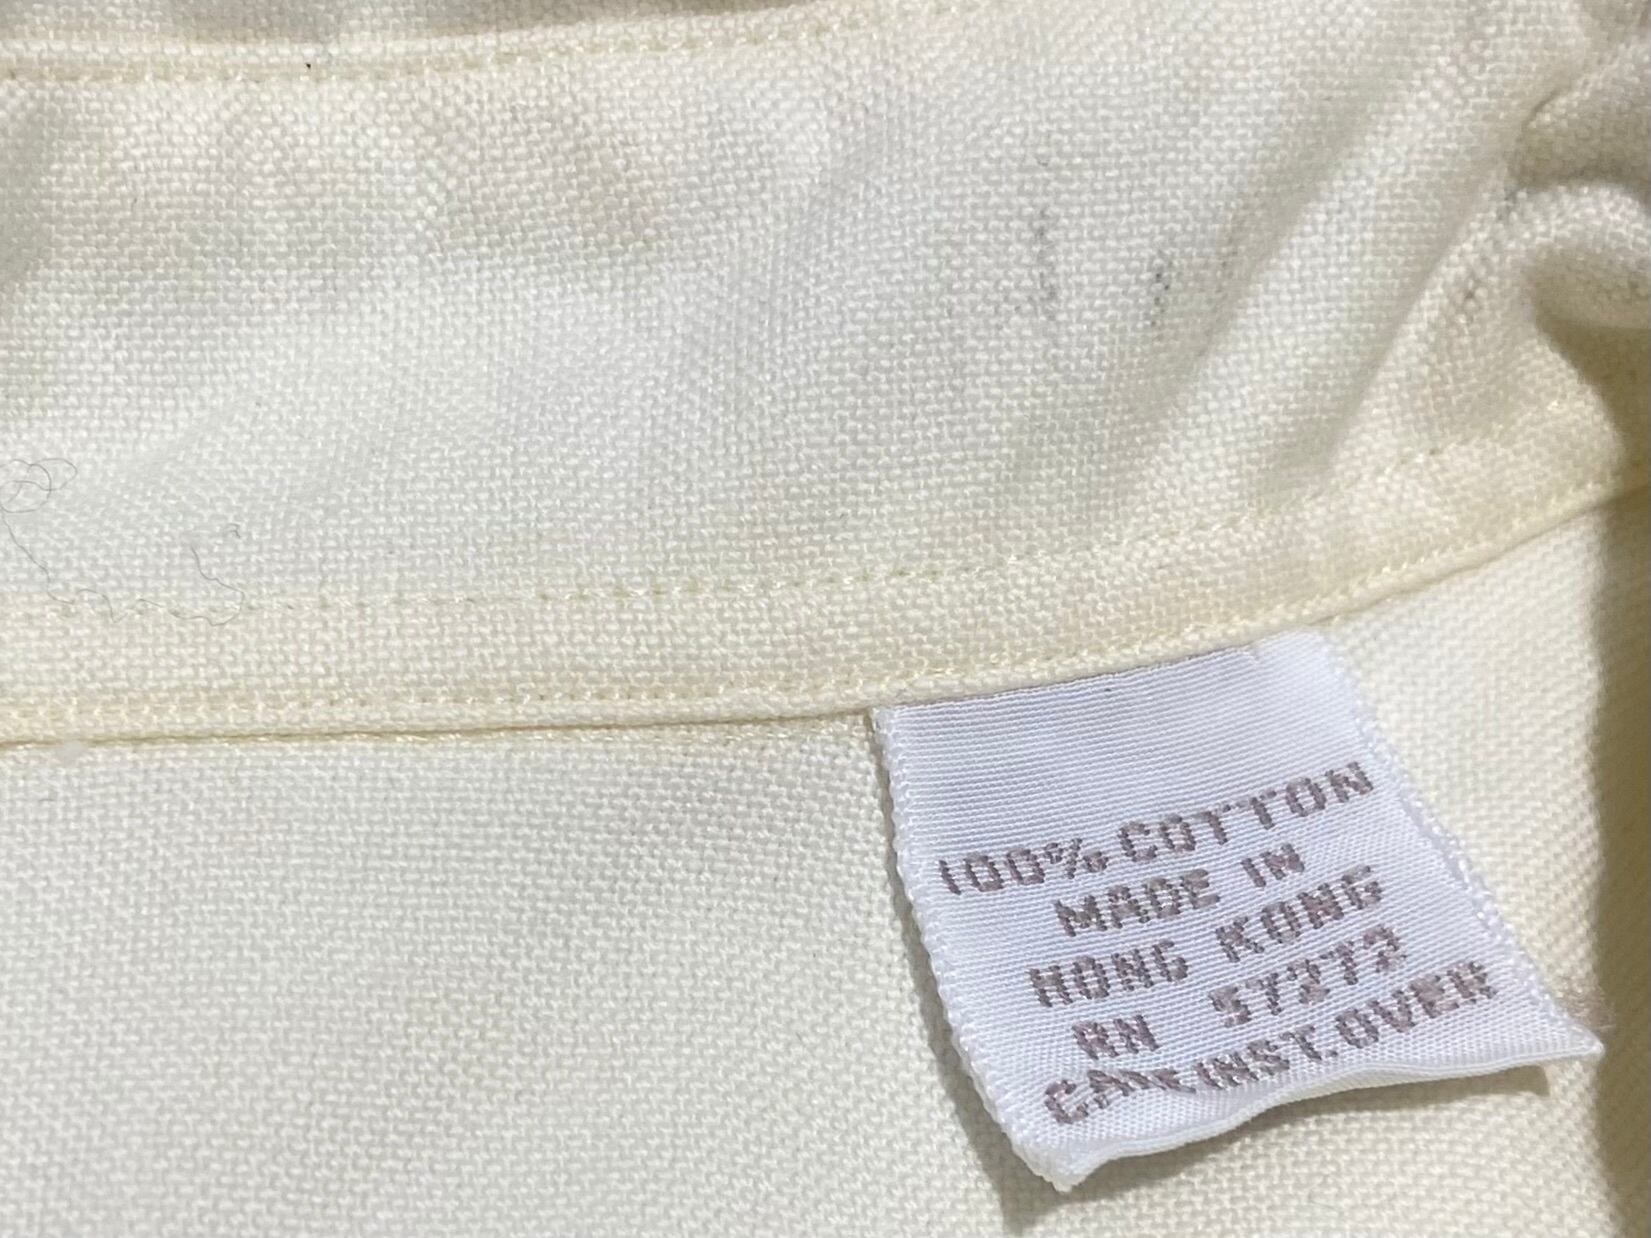 100% COTTON
MADE IN
HONG KONG
RN 57272
CARE INST. OVER